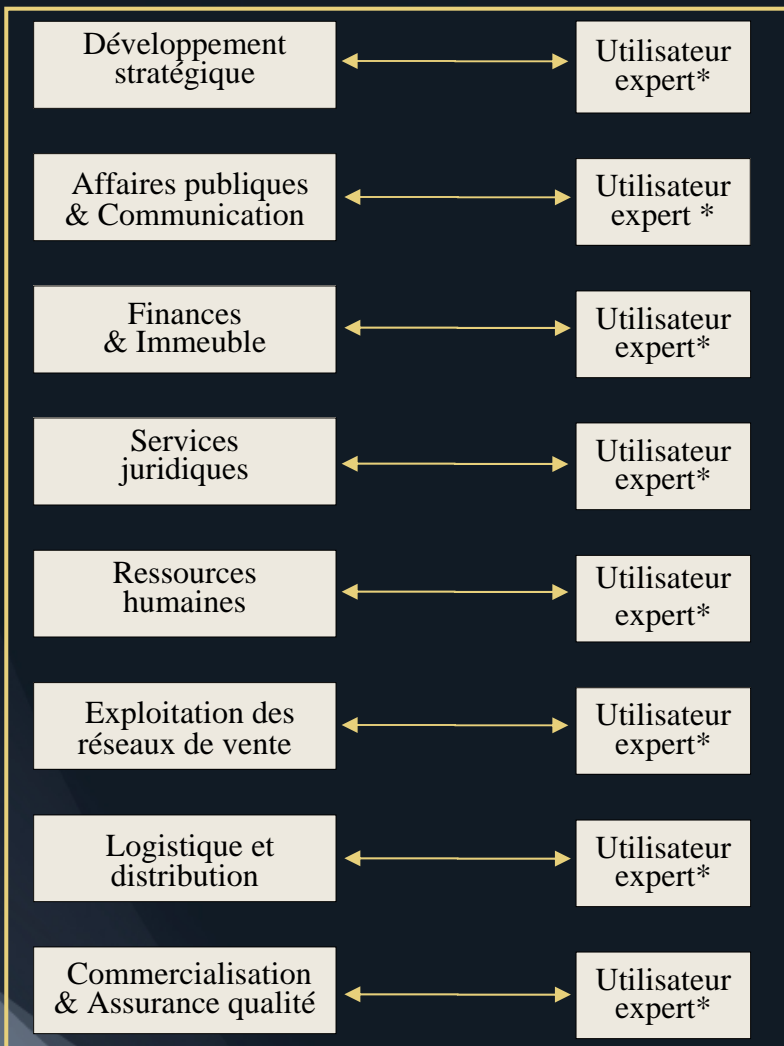 Développement
stratégique
Utilisateur
expert*
Affaires publiques
& Communication
Utilisateur
expert *
Finances
& Immeuble
Utilisateur
expert*
Services
juridiques
Utilisateur
expert*
Ressources
humaines
Utilisateur
expert*
Exploitation des
réseaux de vente
Utilisateur
expert*
Logistique et
distribution
Utilisateur
expert*
Commercialisation
& Assurance qualité
Utilisateur
expert*